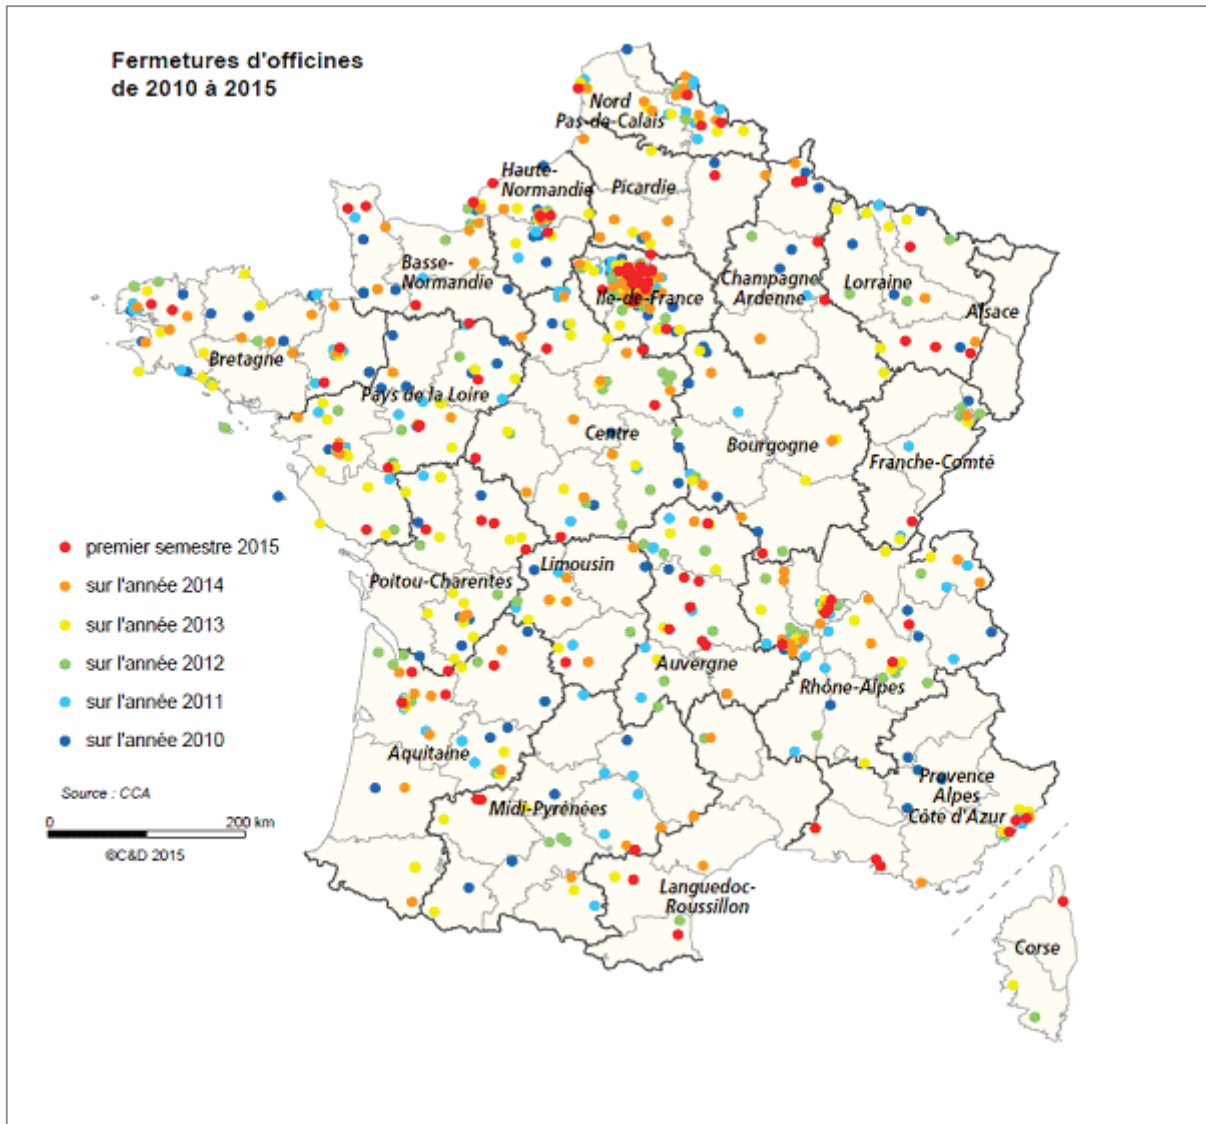 Fermetures d'officines
de 2010 à 2015
Nord
Pas-de-Calais
Haute-
Normandie
Picardie
Basse-
Normandie
Ile-de-France
Champagne
Ardenne
Lorraine
Alsace
Bretagne
Pays de la Loire
Centre
Bourgogne
Franche-Comté
premier semestre 2015
sur l'année 2014
sur l'année 2013
sur l'année 2012
sur l'année 2011
sur l'année 2010
Poitou-Charentes
Limousin
Auvergne
Rhône-Alpes
Aquitaine
Midi-Pyrénées
Provence
Alpes
Côte d'Azur
Languedoc-
Roussillon
Corse
Source : CCA
0 200 km
©C&D 2015